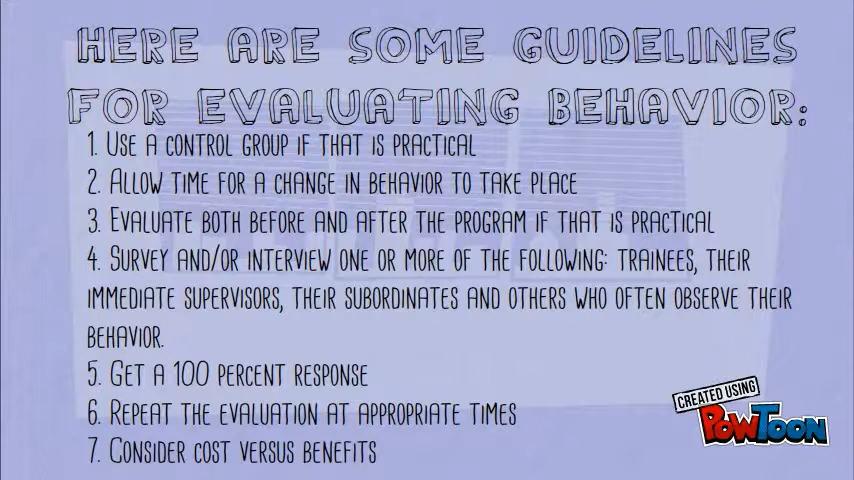 HERE ARE SOME GUIDELINES
FOR EVALUATING BEHAVIOR:
1. USE A CONTROL GROUP IF THAT IS PRACTICAL
2. ALLOW TIME FOR A CHANGE IN BEHAVIOR TO TAKE PLACE
3. EVALUATE BOTH BEFORE AND AFTER THE PROGRAM IF THAT IS PRACTICAL
4. SURVEY AND/OR INTERVIEW ONE OR MORE OF THE FOLLOWING: TRAINEES, THEIR
IMMEDIATE SUPERVISORS, THEIR SUBORDINATES AND OTHERS WHO OFTEN OBSERVE THEIR
BEHAVIOR.
5. GET A 100 PERCENT RESPONSE
6. REPEAT THE EVALUATION AT APPROPRIATE TIMES
7. CONSIDER COST VERSUS BENEFITS
CREATED USING
POWTOON